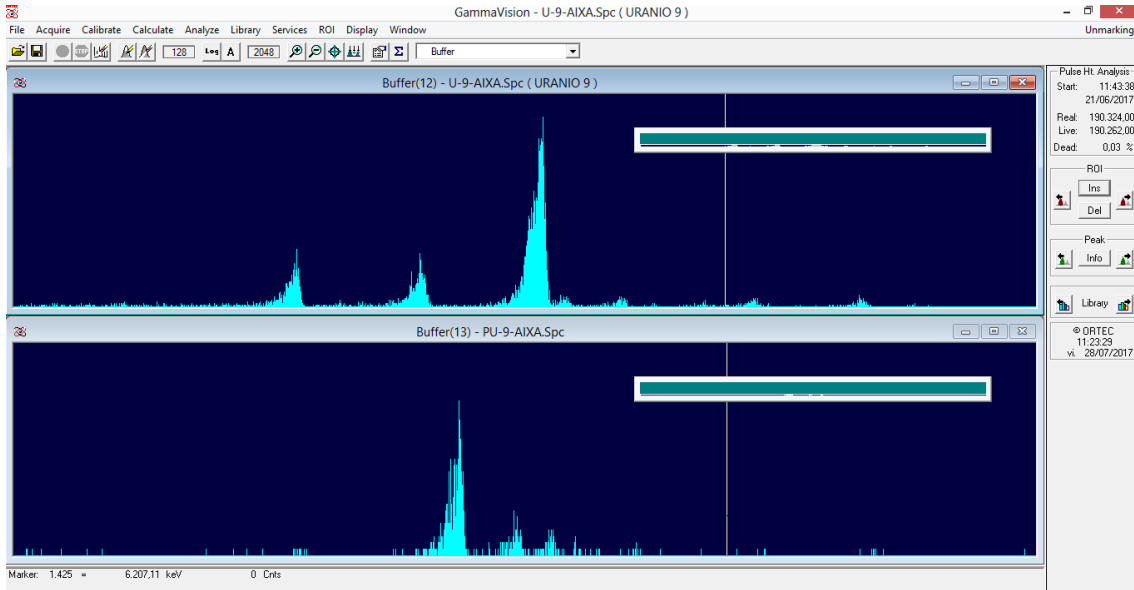 GammaVision - U-9-AIXA.Spc ( URANIO 9 )
File Acquire Calibrate Calculate Analyze Library Services ROI Display Window Unmarking
STOP 128 Log A 2048 Σ Buffer
Buffer(12) - U-9-AIXA.Spc ( URANIO 9 )
Pulse Ht. Analysis
Start: 11:43:38
21/06/2017
Real: 190.324,00
Live: 190.262,00
Dead: 0,03 %
ROI
Ins
Del
Peak
Info
Library
Buffer(13) - PU-9-AIXA.Spc
© ORTEC
11:23:29
vi. 28/07/2017
Marker: 1.425 = 6.207,11 keV 0 Cnts